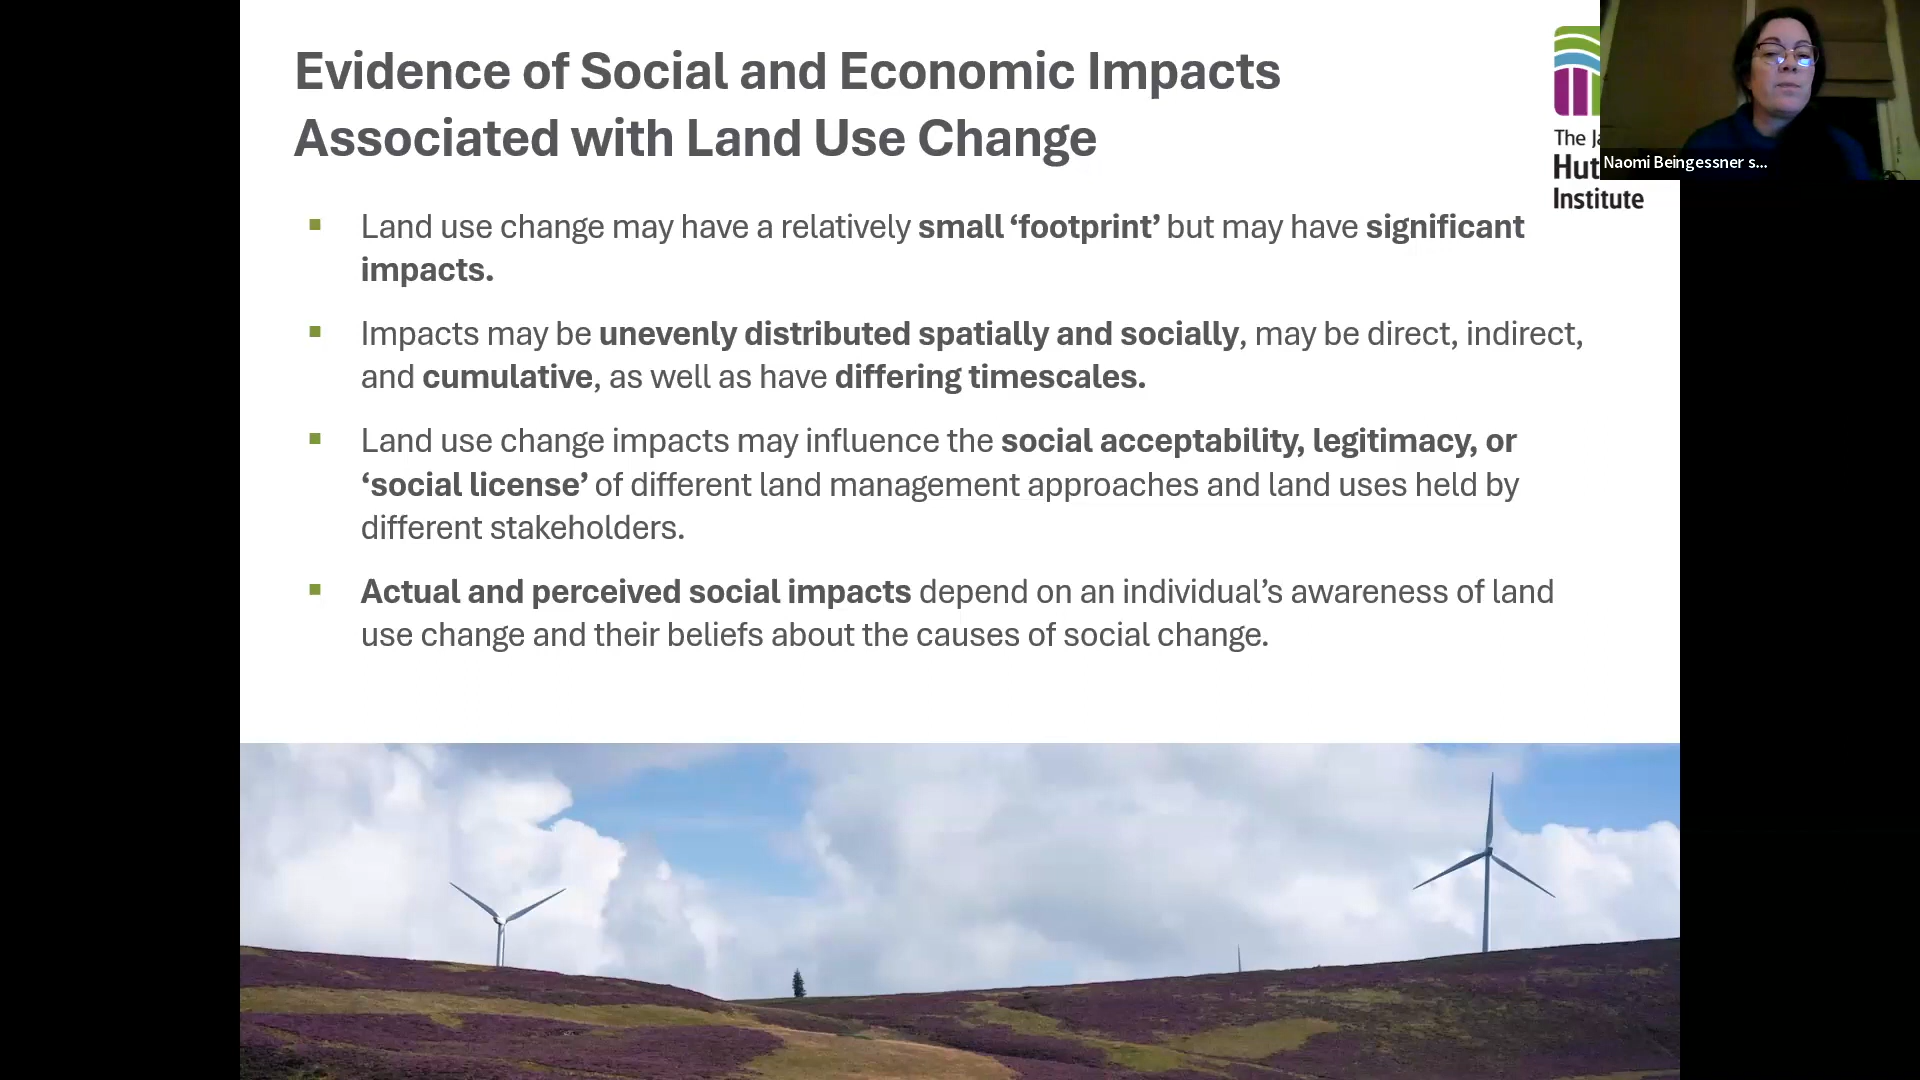 Evidence of Social and Economic Impacts
Associated with Land Use Change
The
Hut
Institute
Naomi Beingessner s...
▪ Land use change may have a relatively small ‘footprint’ but may have significant
impacts.
▪ Impacts may be unevenly distributed spatially and socially, may be direct, indirect,
and cumulative, as well as have differing timescales.
▪ Land use change impacts may influence the social acceptability, legitimacy, or
‘social license’ of different land management approaches and land uses held by
different stakeholders.
▪ Actual and perceived social impacts depend on an individual’s awareness of land
use change and their beliefs about the causes of social change.